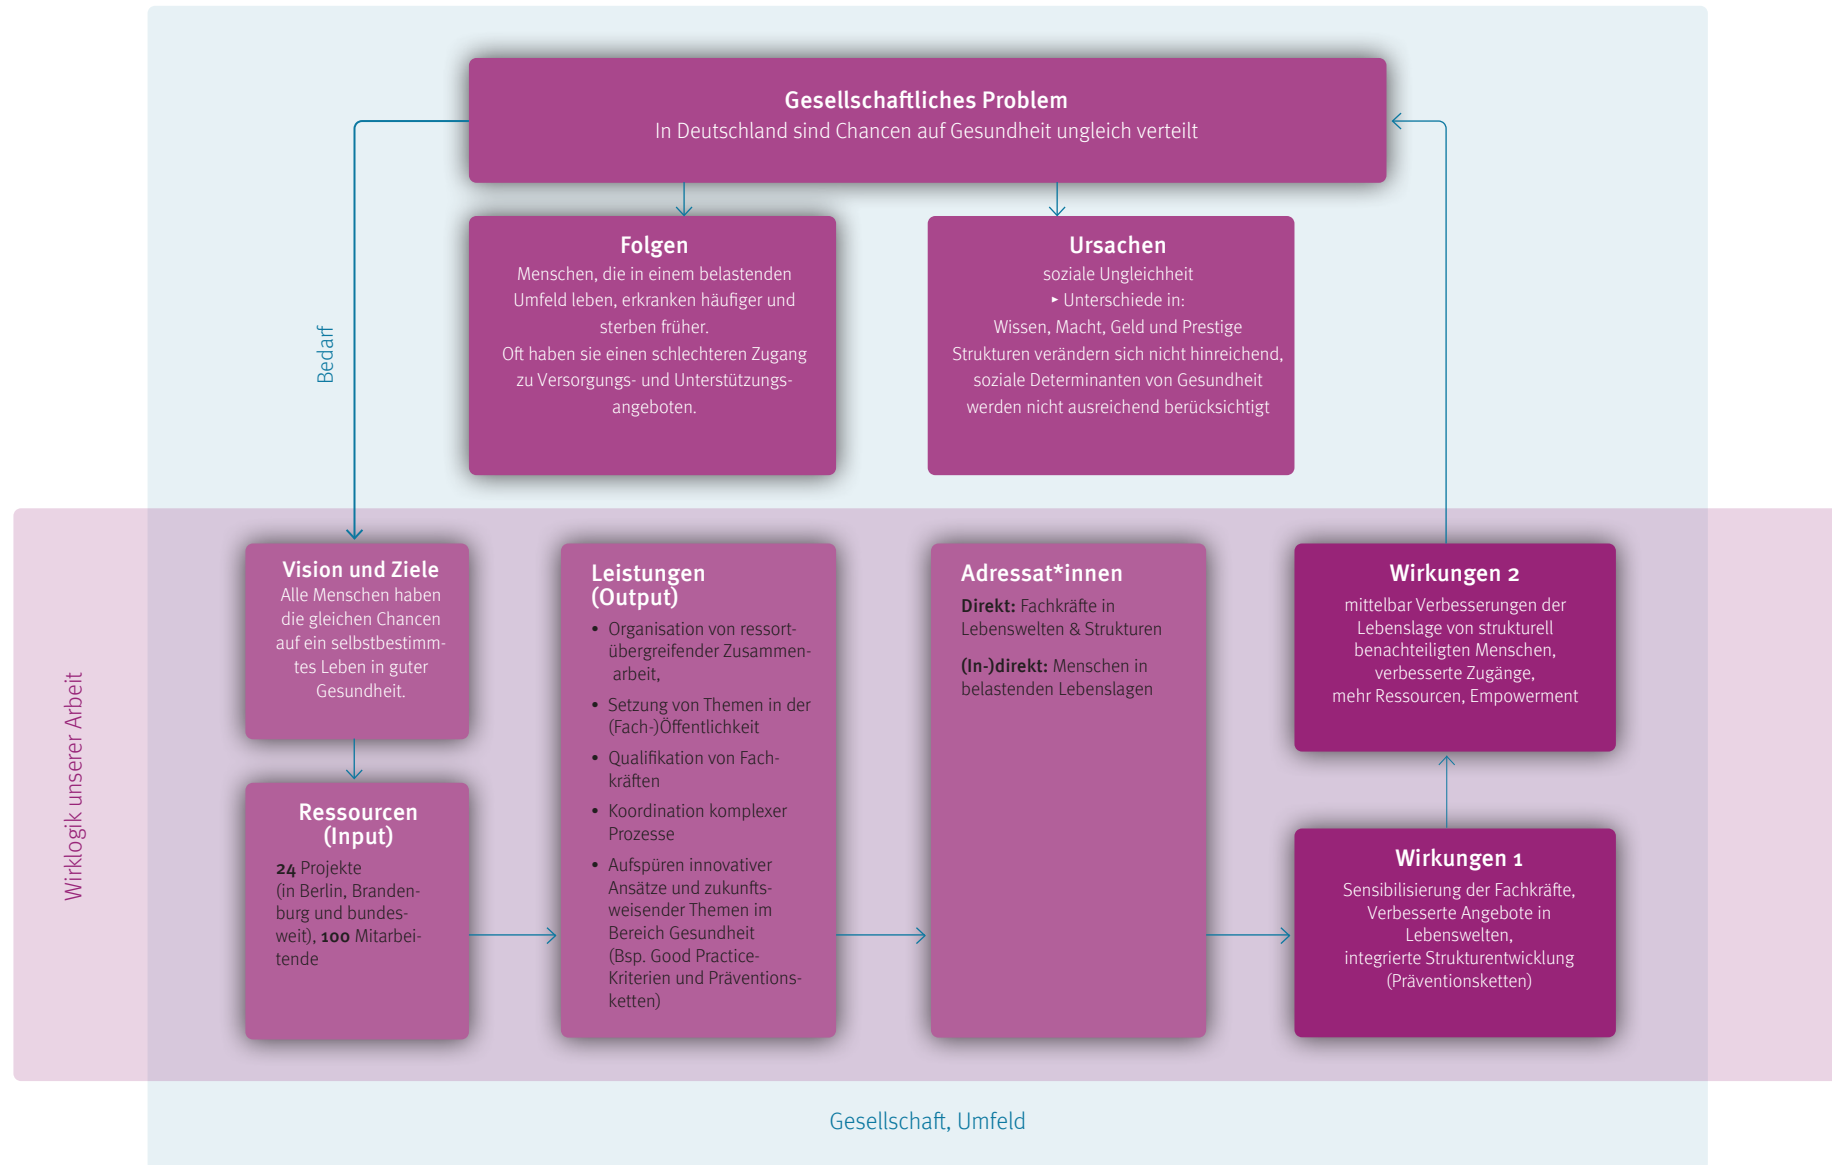 Gesellschaftliches Problem
In Deutschland sind Chancen auf Gesundheit ungleich verteilt
Folgen
Menschen, die in einem belastenden
Umfeld leben, erkranken häufiger und
sterben früher.
Oft haben sie einen schlechteren Zugang
zu Versorgungs- und Unterstützungs-
angeboten.
Ursachen
soziale Ungleichheit
▸ Unterschiede in:
Wissen, Macht, Geld und Prestige
Strukturen verändern sich nicht hinreichend,
soziale Determinanten von Gesundheit
werden nicht ausreichend berücksichtigt
Bedarf
Wirklogik unserer Arbeit
Vision und Ziele
Alle Menschen haben
die gleichen Chancen
auf ein selbstbestimm-
tes Leben in guter
Gesundheit.
Ressourcen
(Input)
24 Projekte
(in Berlin, Branden-
burg und bundes-
weit), 100 Mitarbei-
tende
Leistungen
(Output)
• Organisation von ressort-
übergreifender Zusammen-
arbeit,
• Setzung von Themen in der
(Fach-)Öffentlichkeit
• Qualifikation von Fach-
kräften
• Koordination komplexer
Prozesse
• Aufspüren innovativer
Ansätze und zukunfts-
weisender Themen im
Bereich Gesundheit
(Bsp. Good Practice-
Kriterien und Präventions-
ketten)
Adressat*innen
Direkt: Fachkräfte in
Lebenswelten & Strukturen
(In-)direkt: Menschen in
belastenden Lebenslagen
Wirkungen 2
mittelbar Verbesserungen der
Lebenslage von strukturell
benachteiligten Menschen,
verbesserte Zugänge,
mehr Ressourcen, Empowerment
Wirkungen 1
Sensibilisierung der Fachkräfte,
Verbesserte Angebote in
Lebenswelten,
integrierte Strukturentwicklung
(Präventionsketten)
Gesellschaft, Umfeld